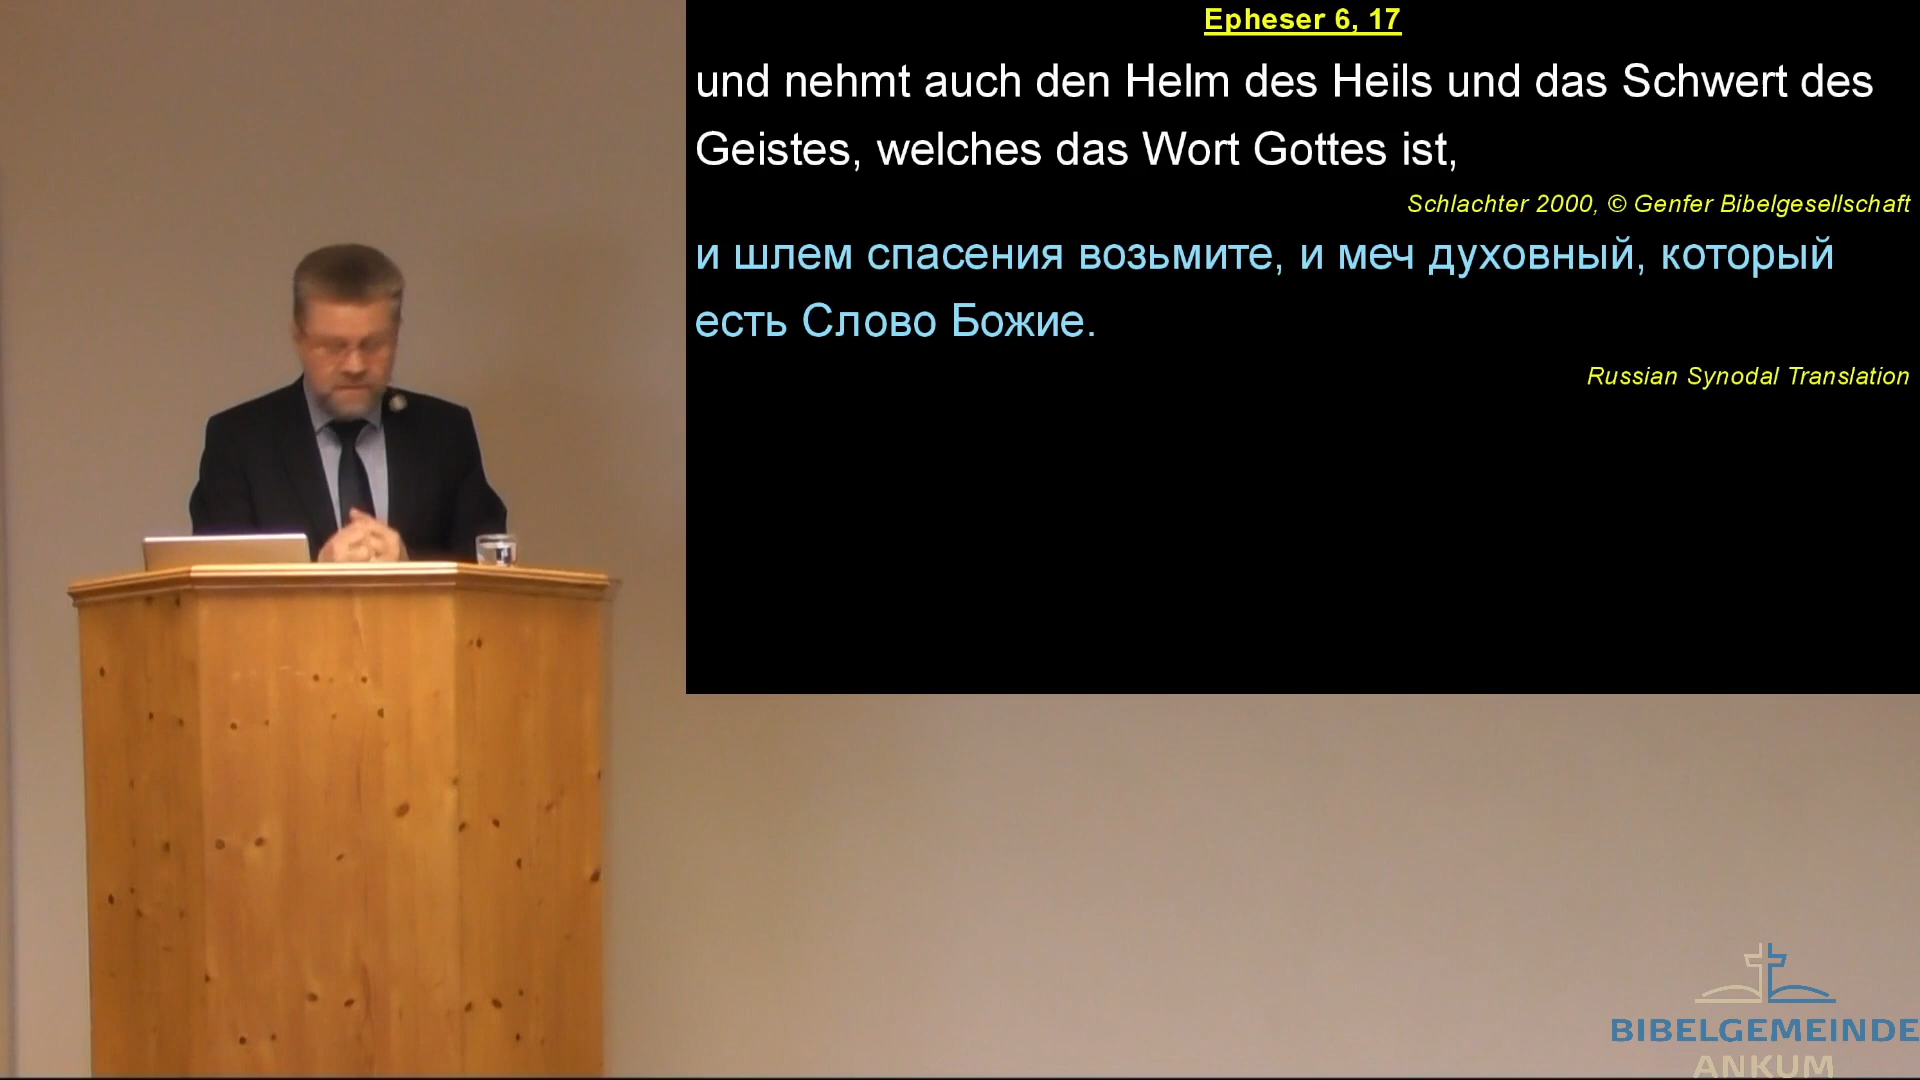 Epheser 6, 17
und nehmt auch den Helm des Heils und das Schwert des
Geistes, welches das Wort Gottes ist,
Schlachter 2000, © Genfer Bibelgesellschaft
и шлем спасения возьмите, и меч духовный, который
есть Слово Божие.
Russian Synodal Translation
BIBELGEMEINDE
ANKUM